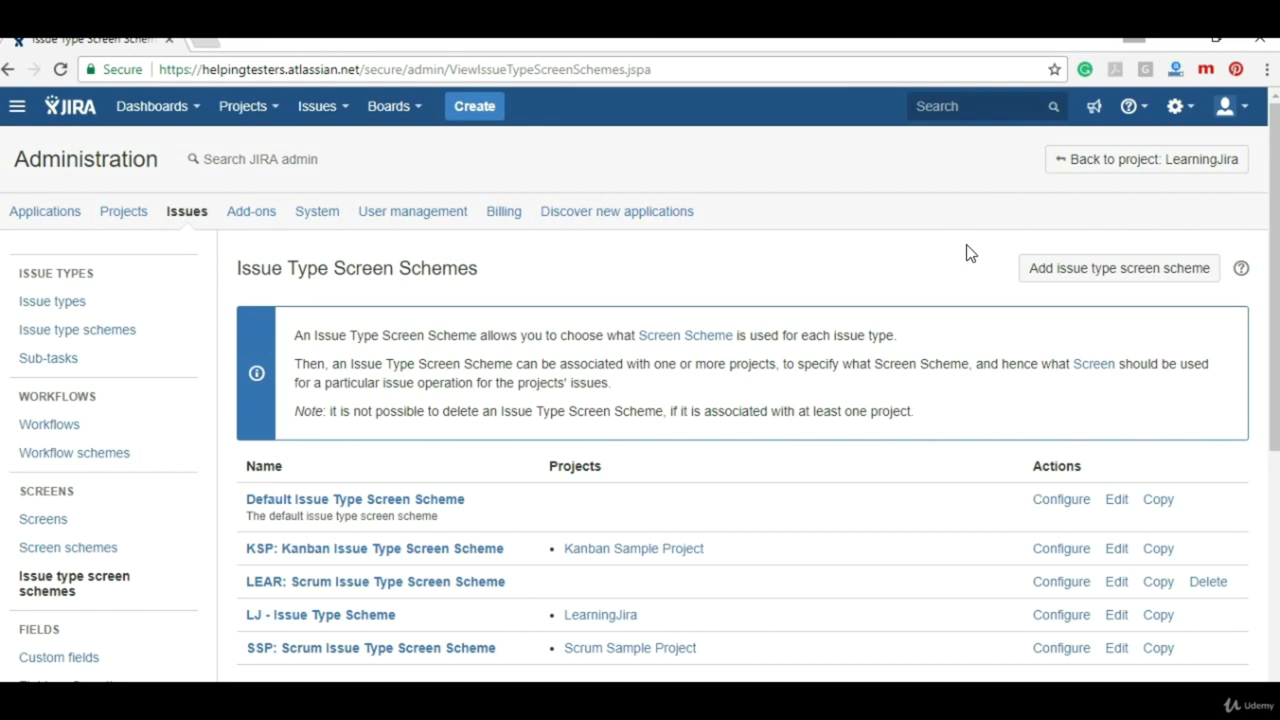 Issue Type Screen Schem
Secure https://helpingtesters.atlassian.net/secure/admin/ViewIssueTypeScreenSchemes.jspa
JIRA Dashboards Projects Issues Boards Create Search
Administration Search JIRA admin Back to project: LearningJira
Applications Projects Issues Add-ons System User management Billing Discover new applications
ISSUE TYPES
Issue types
Issue type schemes
Sub-tasks
WORKFLOWS
Workflows
Workflow schemes
SCREENS
Screens
Screen schemes
Issue type screen
schemes
FIELDS
Custom fields
Issue Type Screen Schemes Add issue type screen scheme
An Issue Type Screen Scheme allows you to choose what Screen Scheme is used for each issue type.
Then, an Issue Type Screen Scheme can be associated with one or more projects, to specify what Screen Scheme, and hence what Screen should be used
for a particular issue operation for the projects' issues.
Note: it is not possible to delete an Issue Type Screen Scheme, if it is associated with at least one project.
Name Projects Actions
Default Issue Type Screen Scheme Configure Edit Copy
The default issue type screen scheme
KSP: Kanban Issue Type Screen Scheme • Kanban Sample Project Configure Edit Copy
LEAR: Scrum Issue Type Screen Scheme Configure Edit Copy Delete
LJ - Issue Type Scheme • LearningJira Configure Edit Copy
SSP: Scrum Issue Type Screen Scheme • Scrum Sample Project Configure Edit Copy
Udemy